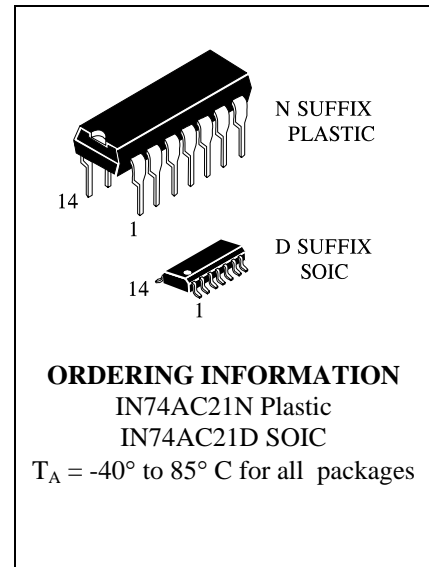 N SUFFIX
PLASTIC
14
1
D SUFFIX
SOIC
14
1
ORDERING INFORMATION
IN74AC21N Plastic
IN74AC21D SOIC
TA = -40° to 85° C for all packages